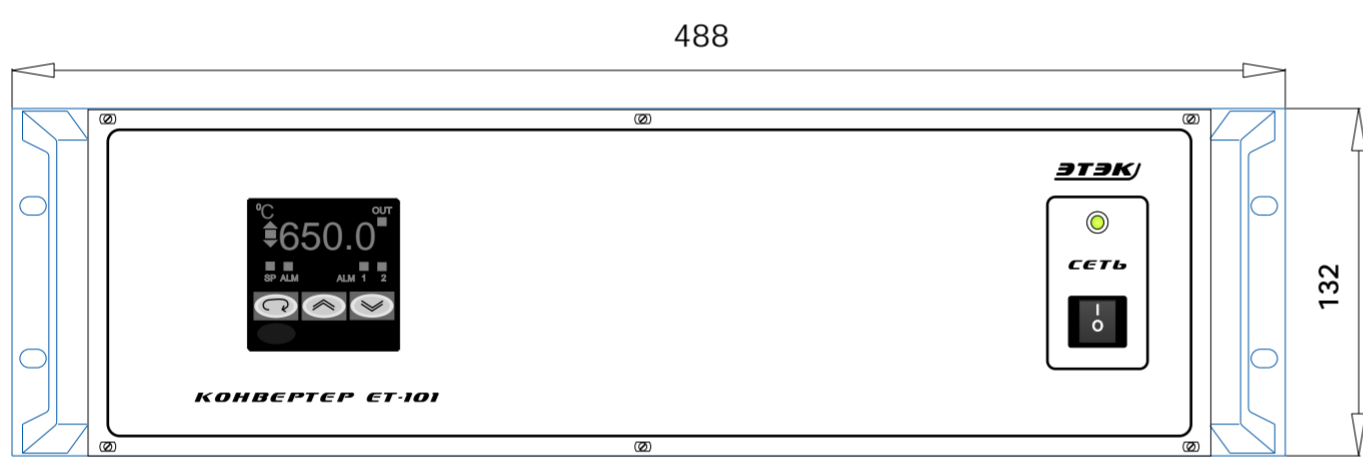 488
ЭТЭК
°C
OUT
650.0
SP ALM
ALM 1 2
СЕТЬ
I
O
132
КОНВЕРТЕР ЕТ-101